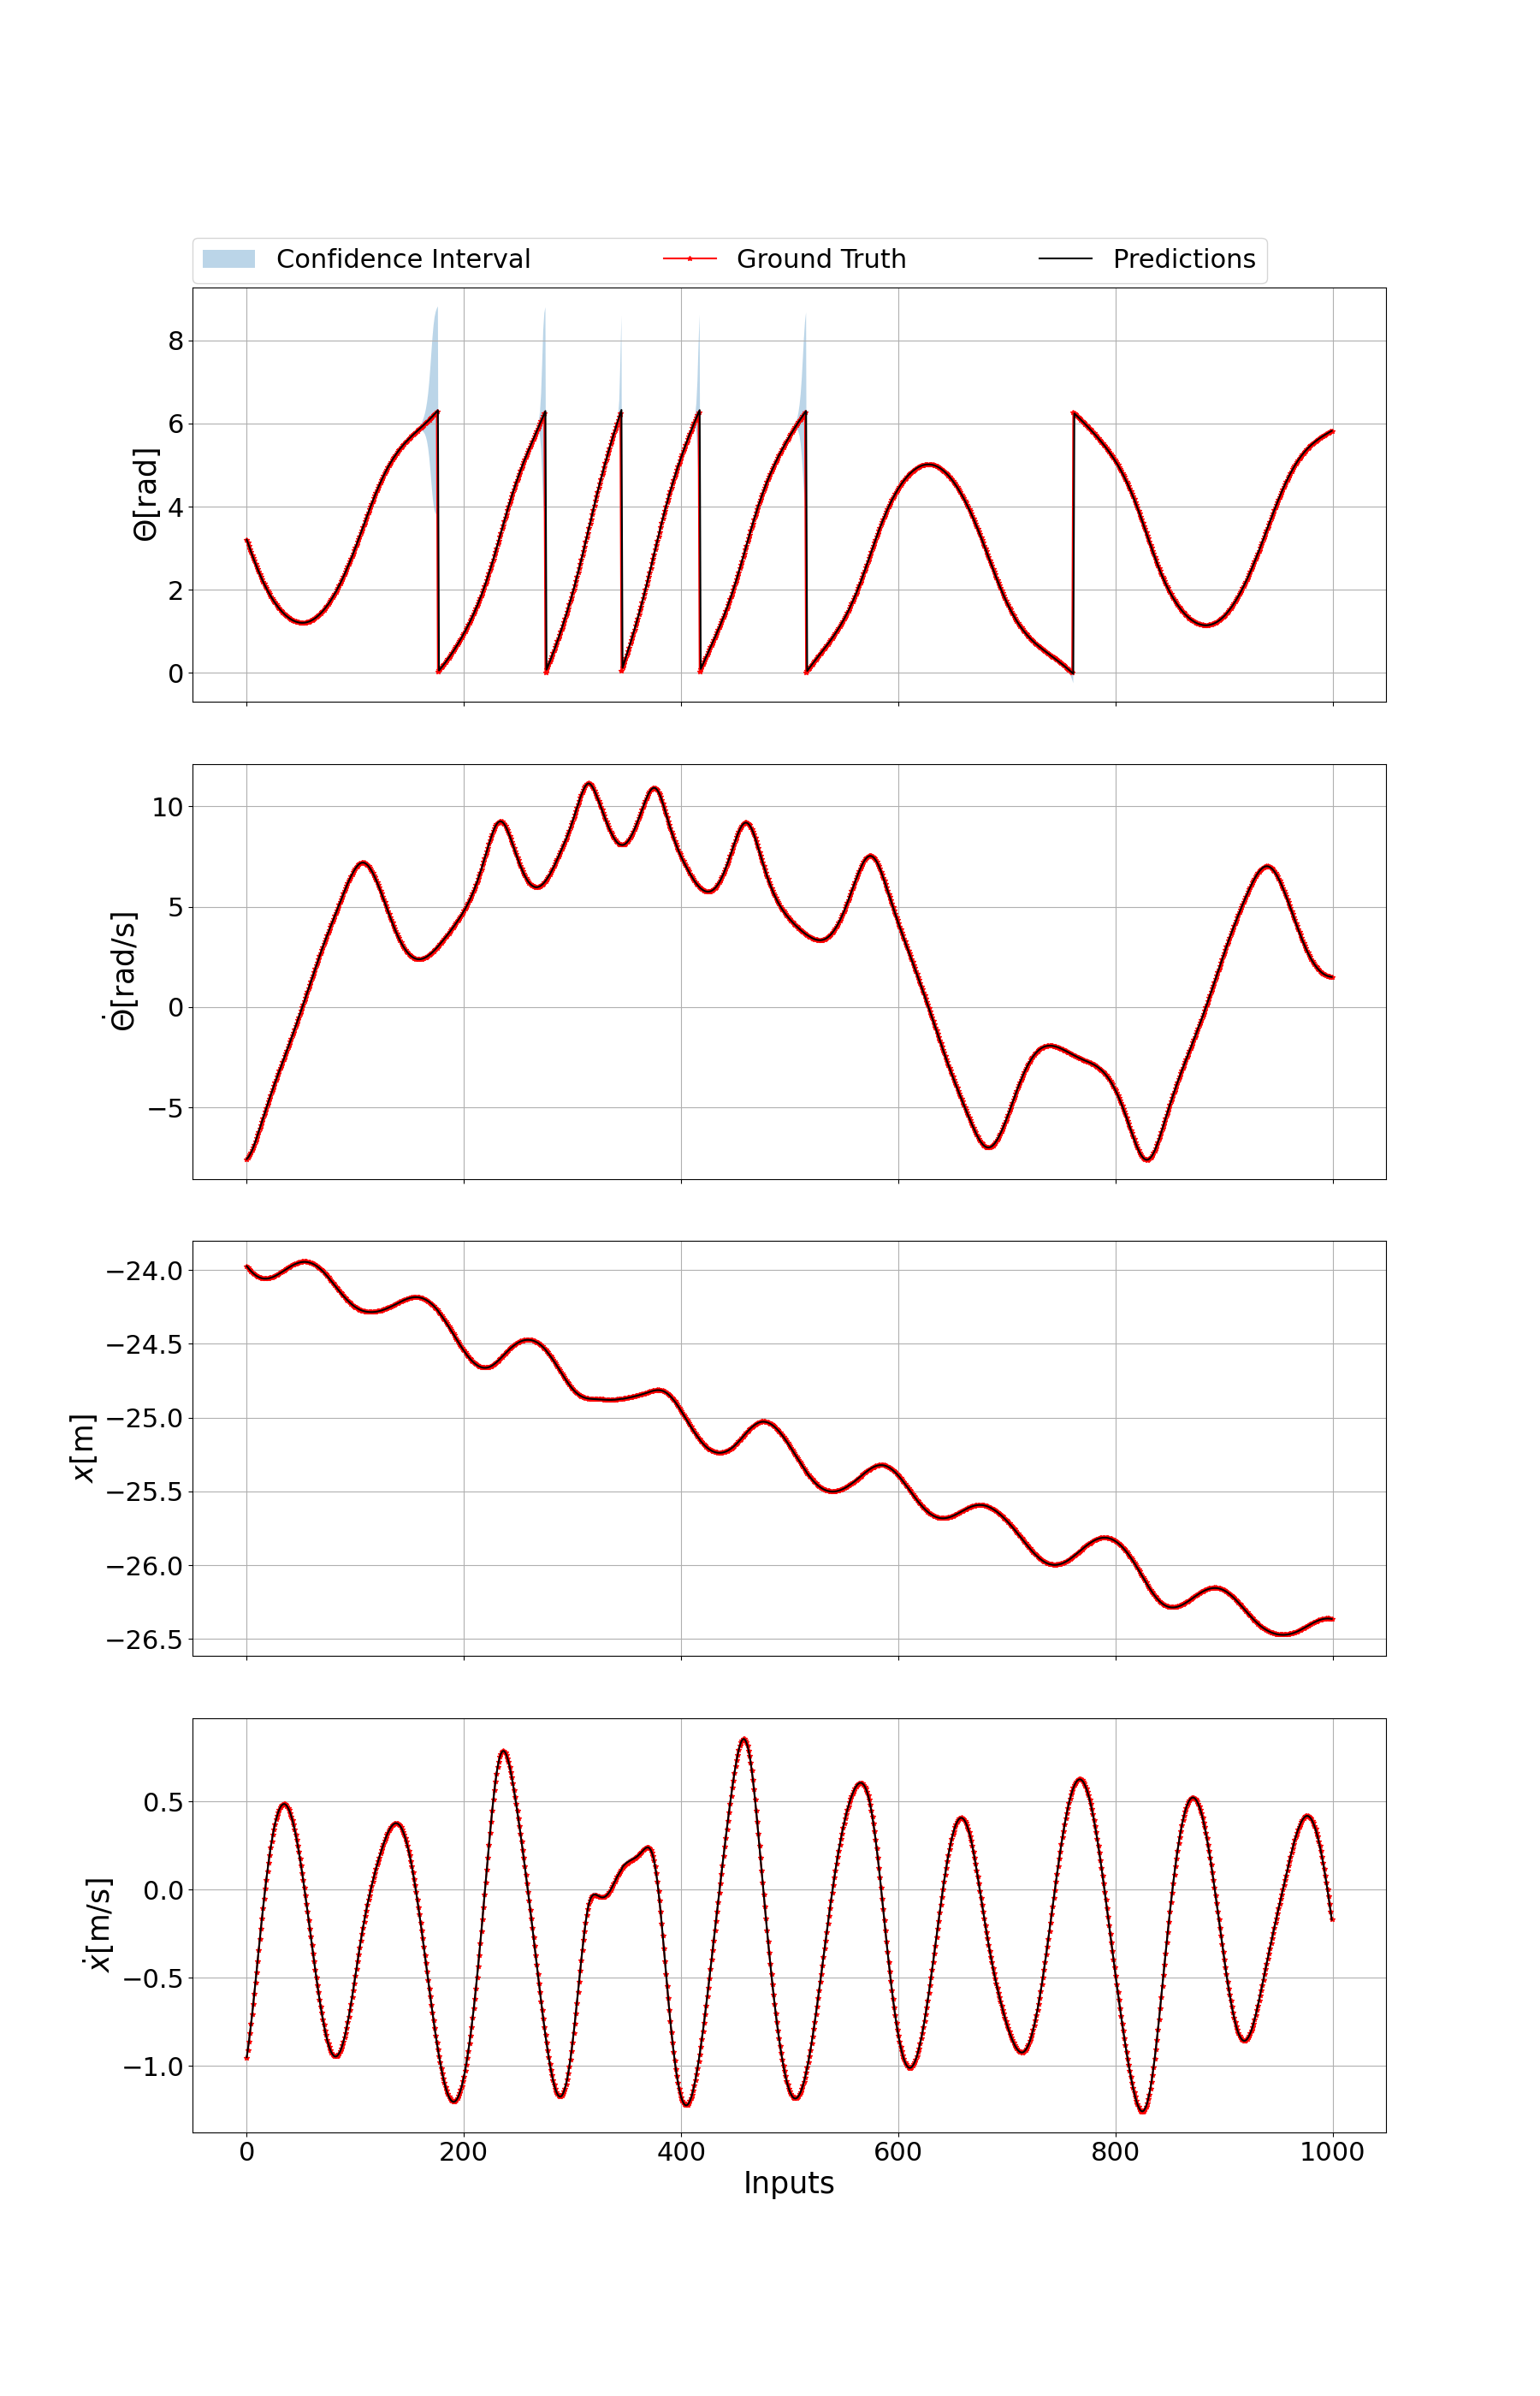 Confidence Interval Ground Truth Predictions
8
6
4
2
0
Θ[rad]
10
5
0
−5
Θ̇[rad/s]
−24.0
−24.5
−25.0
−25.5
−26.0
−26.5
x[m]
0.5
0.0
−0.5
−1.0
ẋ[m/s]
0 200 400 600 800 1000
Inputs